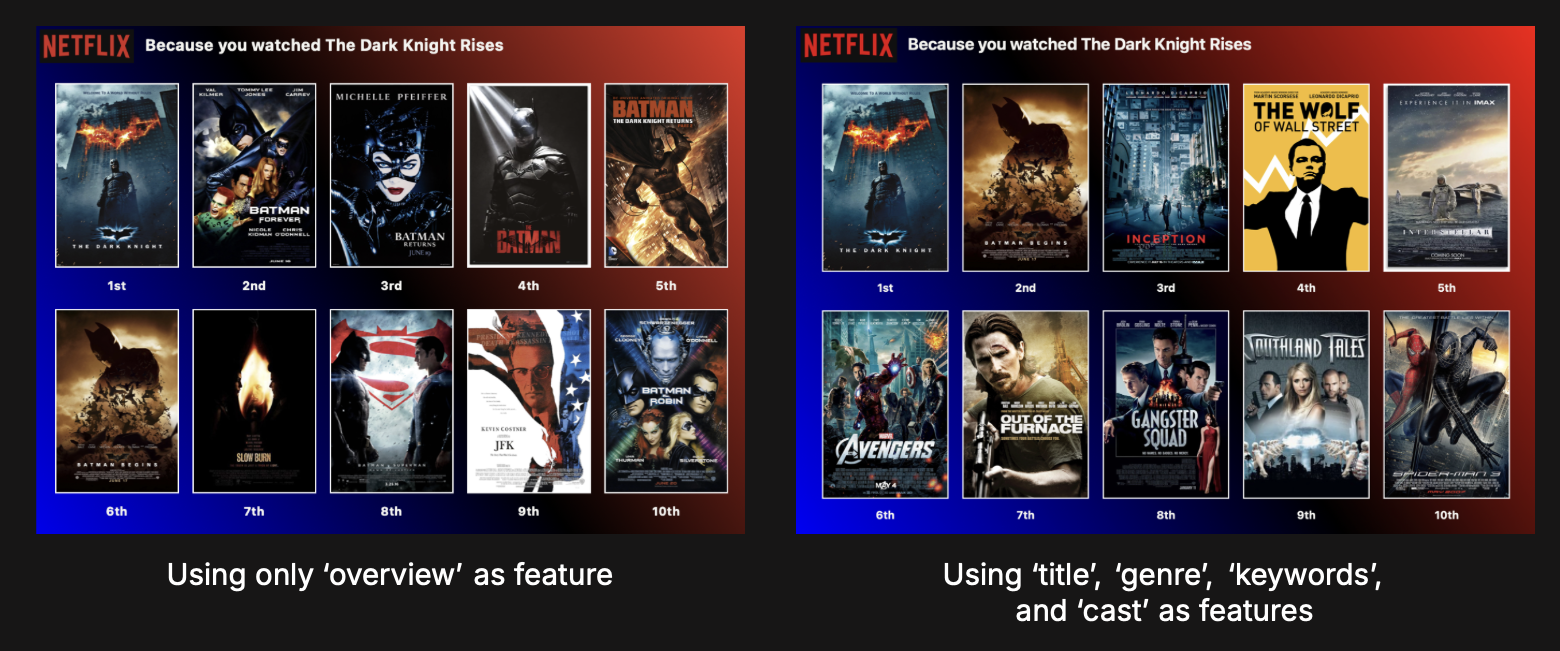 NETFLIX Because you watched The Dark Knight Rises
WELCOME TO A WORLD WITHOUT RULES
THE DARK KNIGHT
VAL KILMER TOMMY LEE JONES JIM CARREY
BATMAN
FOREVER
NICOLE KIDMAN CHRIS O'DONNELL
MICHELLE PFEIFFER
BATMAN
RETURNS
JUNE 19
THE
BATMAN
BATMAN
THE DARK KNIGHT RETURNS
1st 2nd 3rd 4th 5th
BATMAN BEGINS
JUNE 17
SLOW BURN
BATMAN V SUPERMAN
KEVIN COSTNER
JFK
SCHWARZENEGGER
CLOONEY O'DONNELL
BATMAN
ROBIN
THURMAN SILVERSTONE
6th 7th 8th 9th 10th
Using only ‘overview’ as feature
NETFLIX Because you watched The Dark Knight Rises
WELCOME TO A WORLD WITHOUT RULES
THE DARK KNIGHT
BATMAN BEGINS
JUNE 17
LEONARDO DICAPRIO
INCEPTION
MARTIN SCORSESE LEONARDO DICAPRIO
THE WOLF
OF WALL STREET
EXPERIENCE IT IN IMAX
INTERSTELLAR
COMING SOON
1st 2nd 3rd 4th 5th
MARVEL
AVENGERS
MAY 4
OUT OF THE
FURNACE
GANGSTER
SQUAD
SOUTHLAND TALES
THE GREATEST BATTLE LIES WITHIN
SPIDER-MAN 3
6th 7th 8th 9th 10th
Using ‘title’, ‘genre’, ‘keywords’,
and ‘cast’ as features